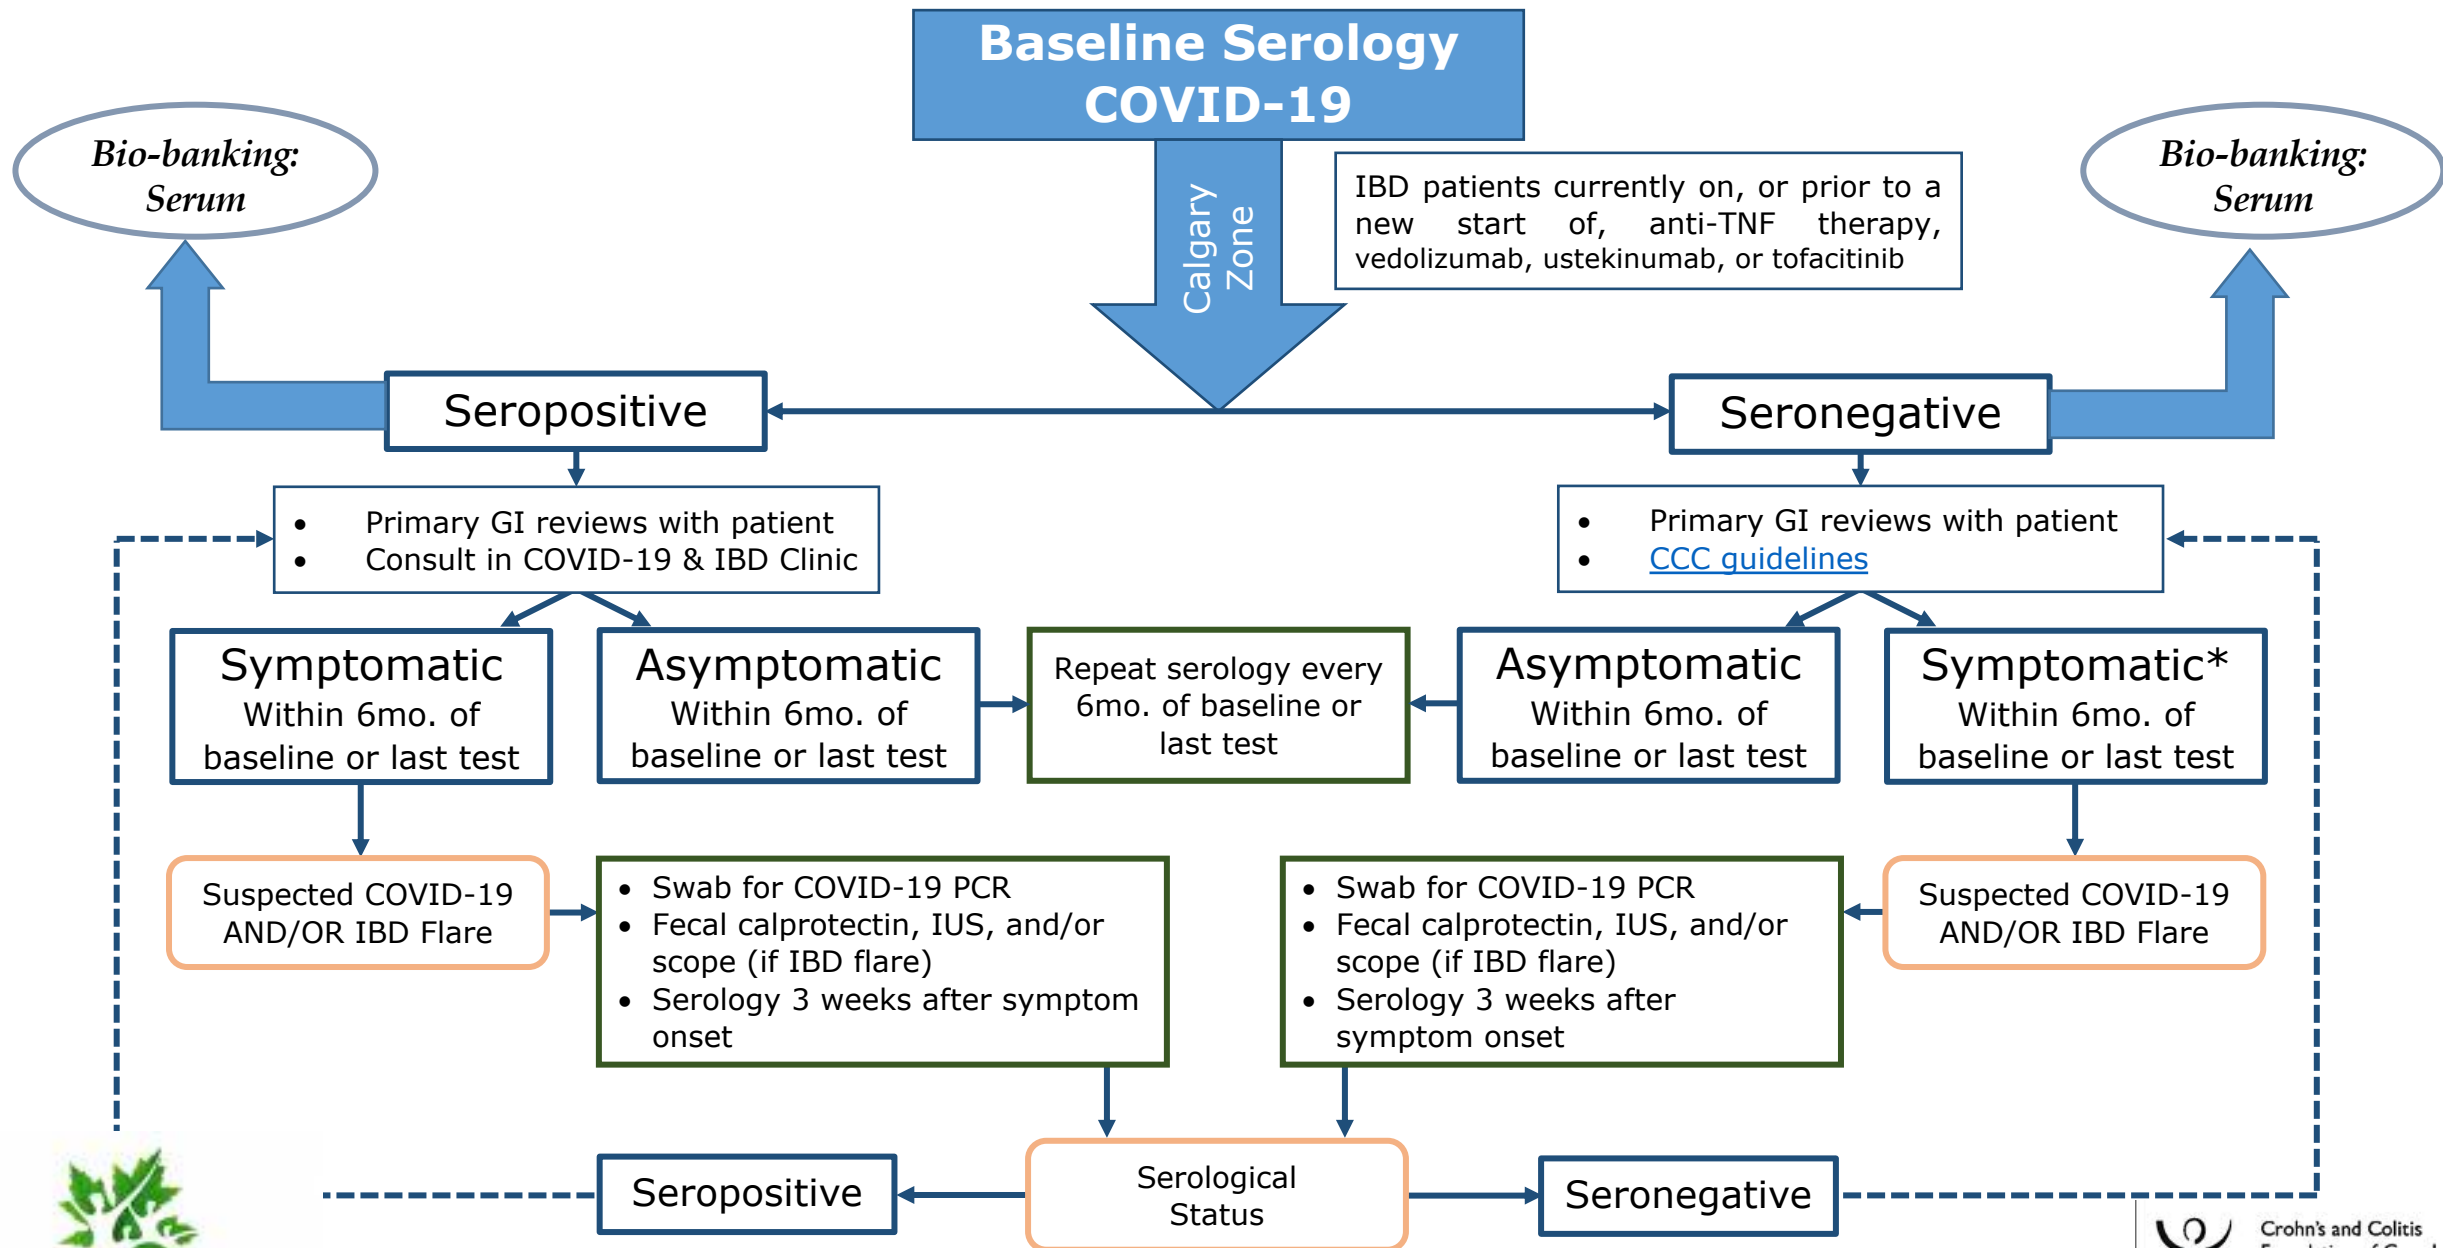 Baseline Serology
COVID-19
Bio-banking:
Serum
Calgary
Zone
IBD patients currently on, or prior to a
new start of, anti-TNF therapy,
vedolizumab, ustekinumab, or tofacitinib
Bio-banking:
Serum
Seropositive
Seronegative
• Primary GI reviews with patient
• Consult in COVID-19 & IBD Clinic
• Primary GI reviews with patient
• CCC guidelines
Symptomatic
Within 6mo. of
baseline or last test
Asymptomatic
Within 6mo. of
baseline or last test
Repeat serology every
6mo. of baseline or
last test
Asymptomatic
Within 6mo. of
baseline or last test
Symptomatic*
Within 6mo. of
baseline or last test
Suspected COVID-19
AND/OR IBD Flare
• Swab for COVID-19 PCR
• Fecal calprotectin, IUS, and/or
scope (if IBD flare)
• Serology 3 weeks after symptom
onset
• Swab for COVID-19 PCR
• Fecal calprotectin, IUS, and/or
scope (if IBD flare)
• Serology 3 weeks after
symptom onset
Suspected COVID-19
AND/OR IBD Flare
Seropositive
Serological
Status
Seronegative
Crohn's and Colitis